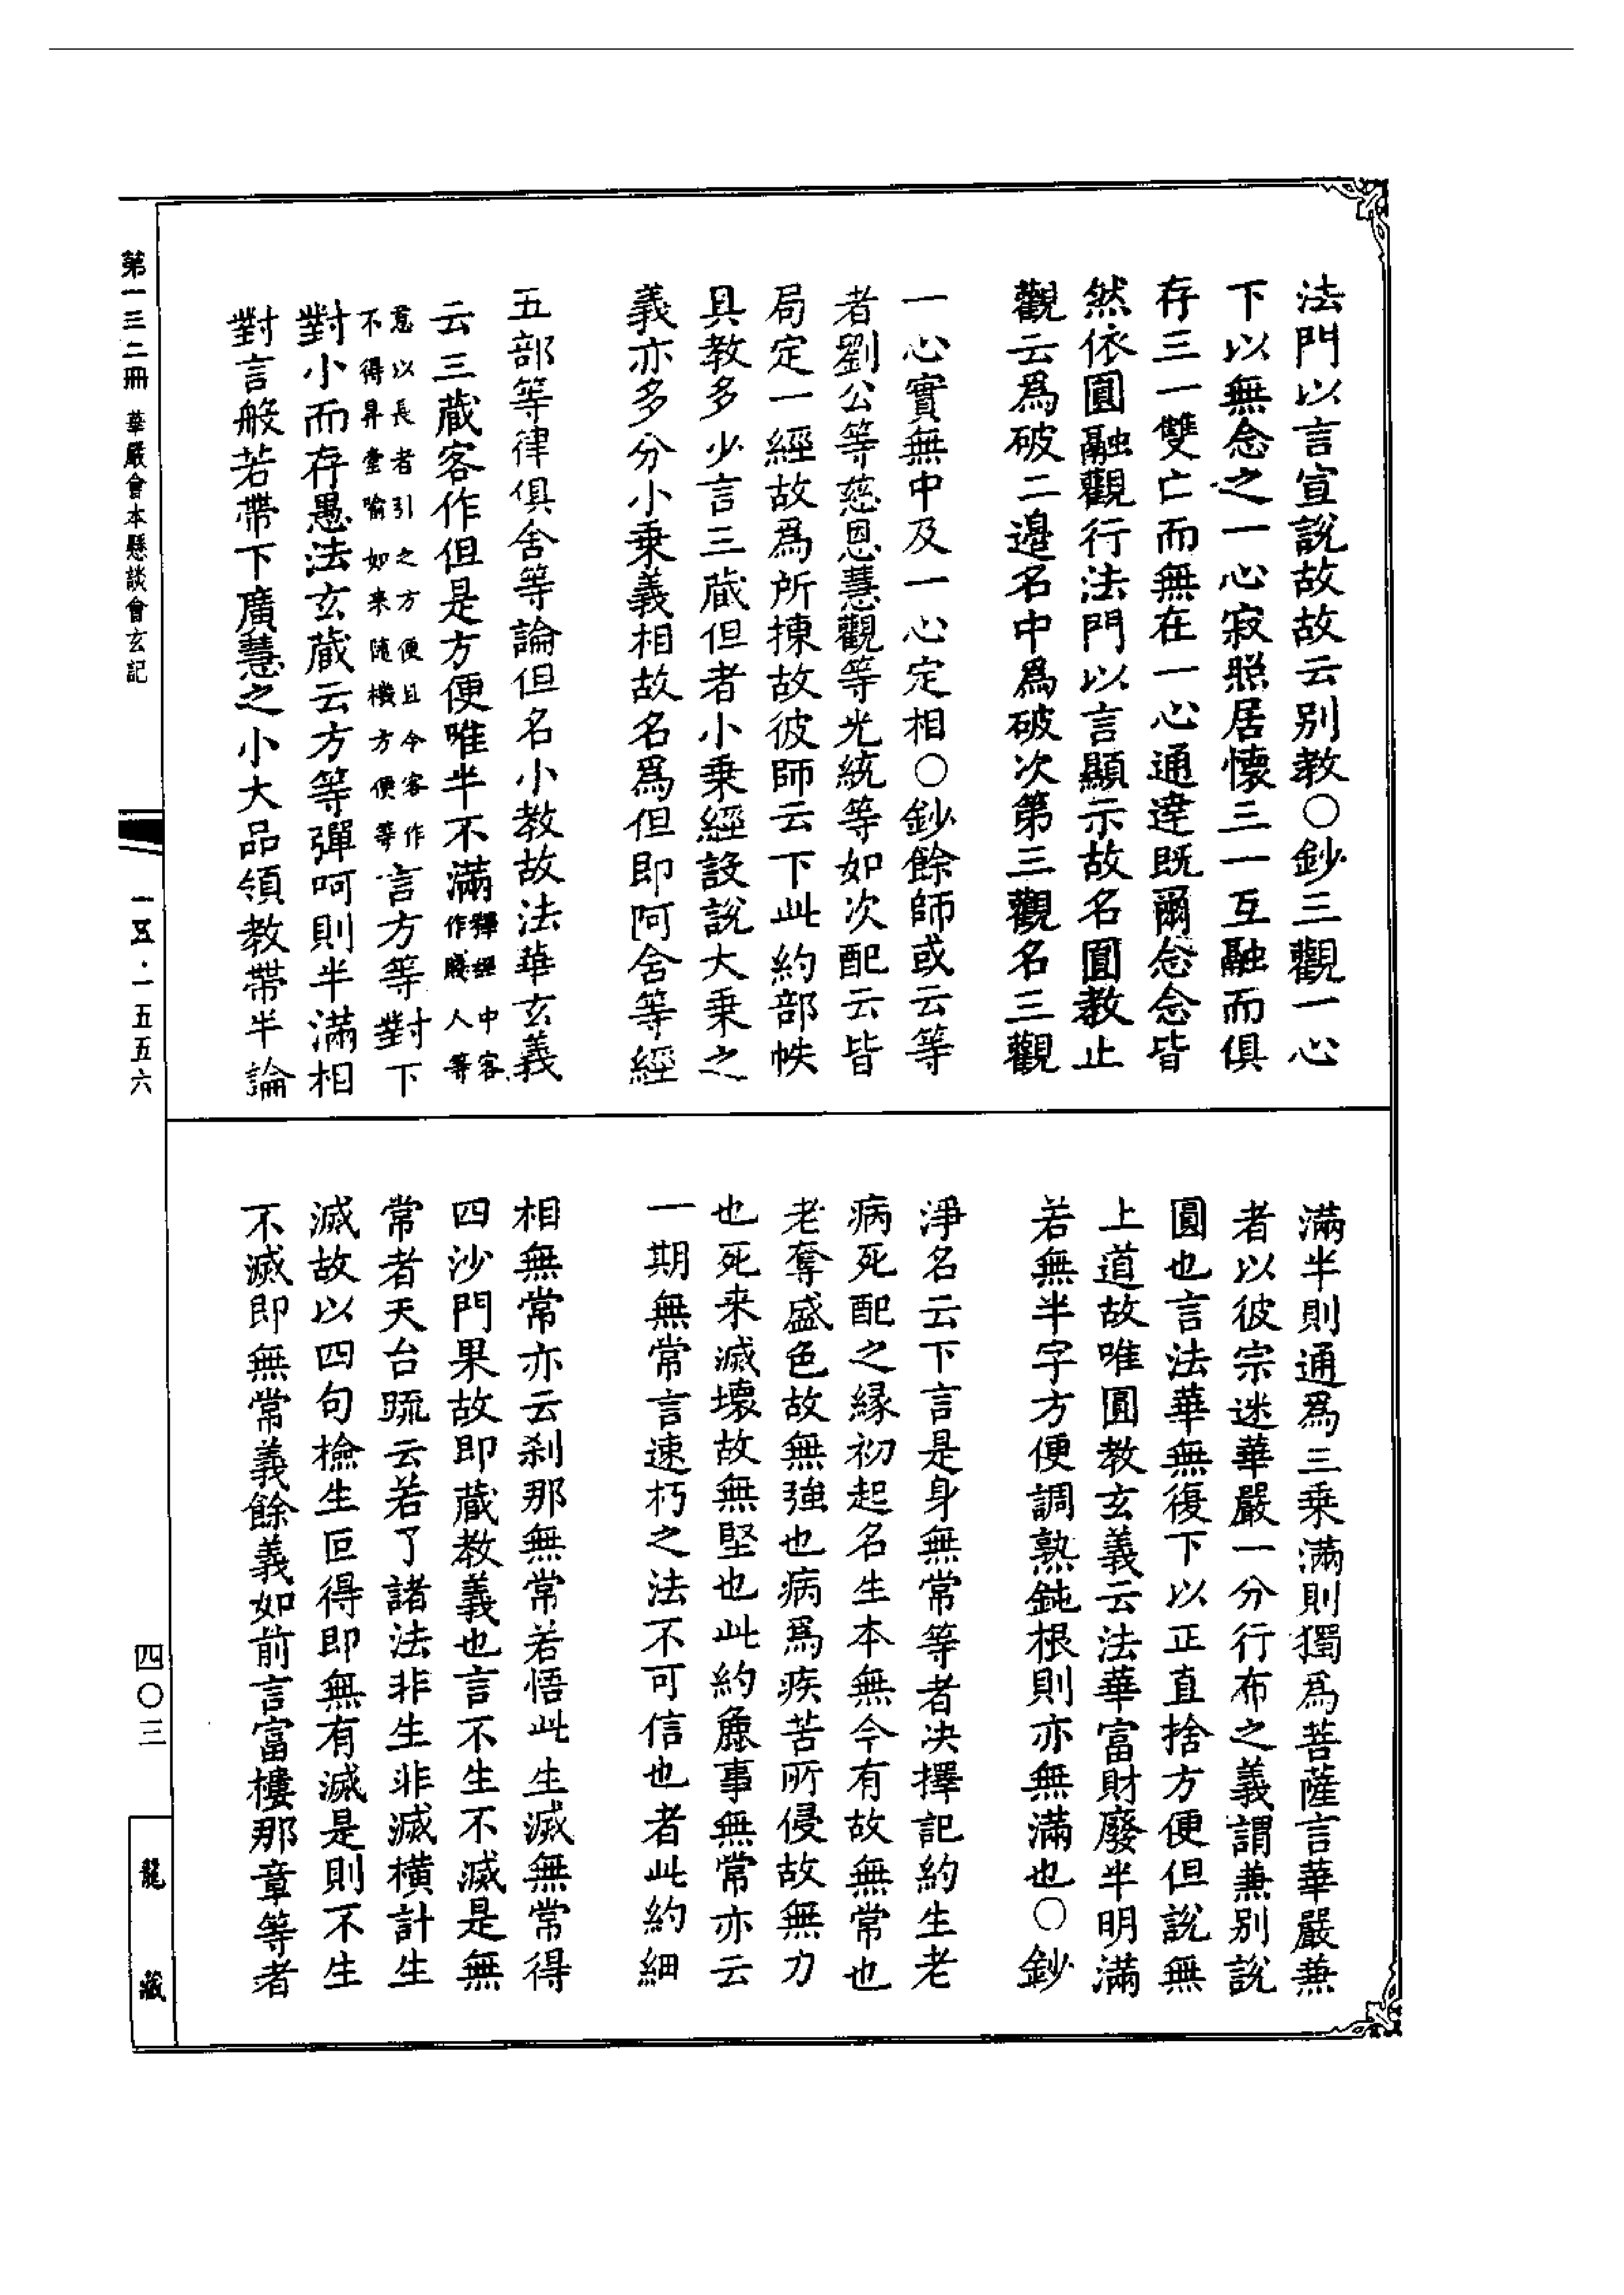 法門以言宣說故故云別教○鈔三觀一心
下以無念之一心寂照居懷三一互融而俱
存三一雙亡而無在一心通達既爾念念皆
然依圓融觀行法門以言顯示故名圓教止
觀云爲破二邊名中爲破次第三觀名三觀
一心實無中及一心定相○鈔餘師或云等
者劉公等慈恩慧觀等光統等如次配云皆
局定一經故爲所揀故彼師云下此約部帙
具教多少言三藏但者小乗經設說大乗之
義亦多分小乗義相故名爲但即阿含等經
五部等律俱舍等論但名小教故法華玄義
云三藏客作但是方便唯半不滿釋經中客
作賤人等
意以長者引之方便且今客作
不得昇堂喻如来随機方便等言方等對下
對小而存愚法玄藏云方等彈呵則半滿相
對言般若帶下廣慧之小大品領教帶半論
滿半則通爲三乗滿則獨爲菩薩言華嚴兼
者以彼宗迷華嚴一分行布之義謂兼別說
圓也言法華無復下以正直捨方便但說無
上道故唯圓教玄義云法華富財廢半明滿
若無半字方便調熟鈍根則亦無滿也○鈔
淨名云下言是身無常等者决擇記約生老
病死配之緣初起名生本無今有故無常也
老奪盛色故無強也病爲疾苦所侵故無力
也死来滅壞故無堅也此約麁事無常亦云
一期無常言速朽之法不可信也者此約細
相無常亦云刹那無常若悟此生滅無常得
四沙門果故即藏教義也言不生不滅是無
常者天台䟽云若了諸法非生非滅橫計生
滅故以四句檢生叵得即無有滅是則不生
不滅即無常義餘義如前言富樓那章等者
第一三二冊 華嚴會本懸談會玄記
一五·一五五六
四〇三
龍藏